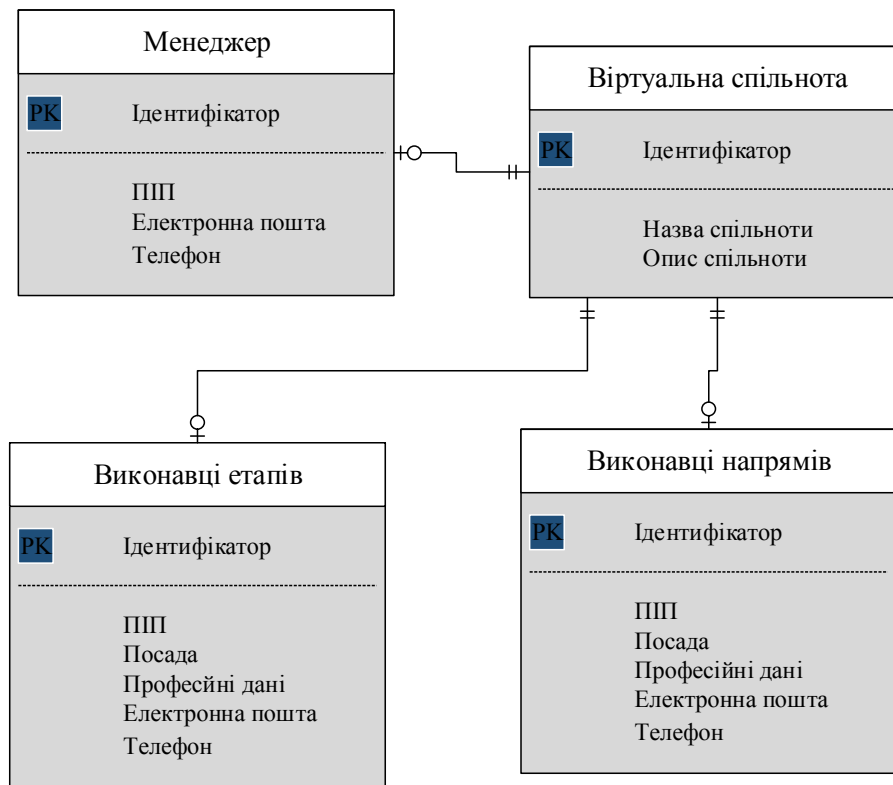 Менеджер
PK Ідентифікатор
ПІП
Електронна пошта
Телефон
Віртуальна спільнота
PK Ідентифікатор
Назва спільноти
Опис спільноти
Виконавці етапів
PK Ідентифікатор
ПІП
Посада
Професйні дані
Електронна пошта
Телефон
Виконавці напрямів
PK Ідентифікатор
ПІП
Посада
Професійні дані
Електронна пошта
Телефон